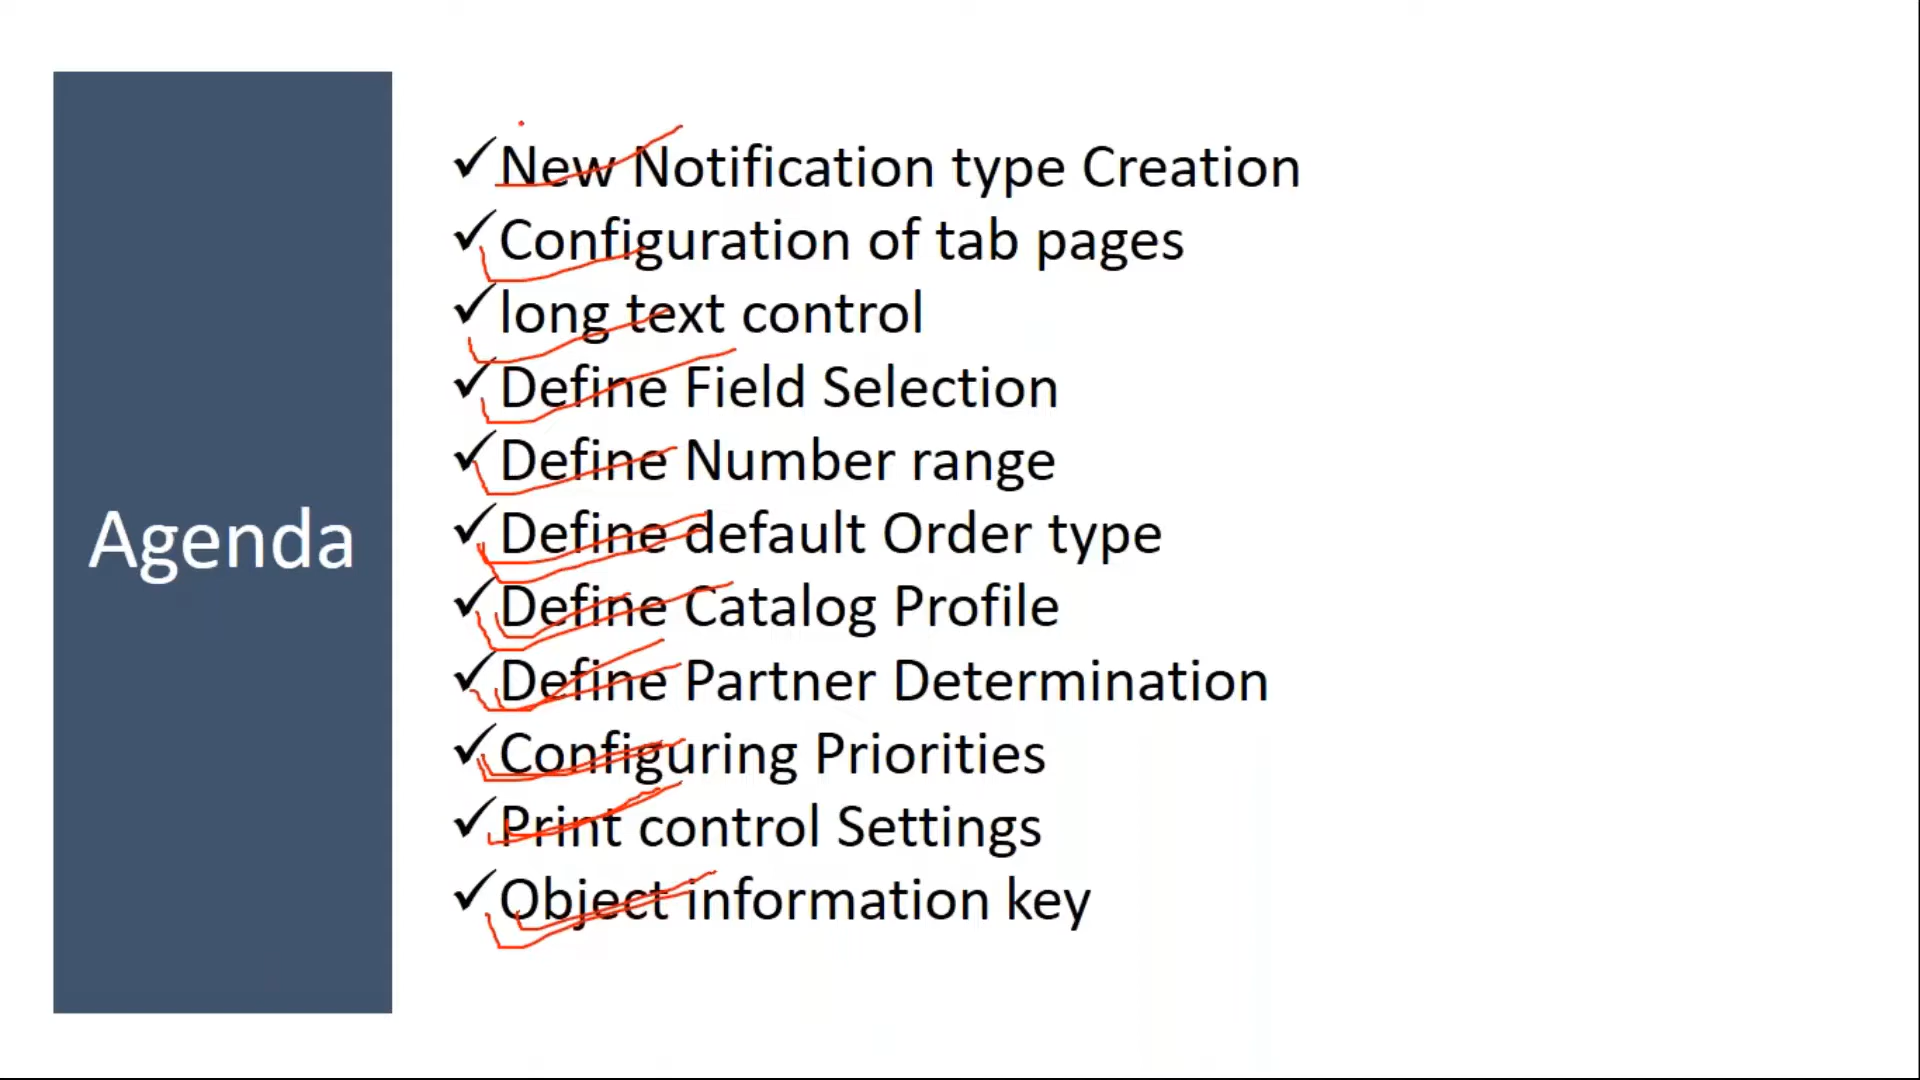 Agenda
New Notification type Creation
Configuration of tab pages
long text control
Define Field Selection
Define Number range
Define default Order type
Define Catalog Profile
Define Partner Determination
Configuring Priorities
Print control Settings
Object information key